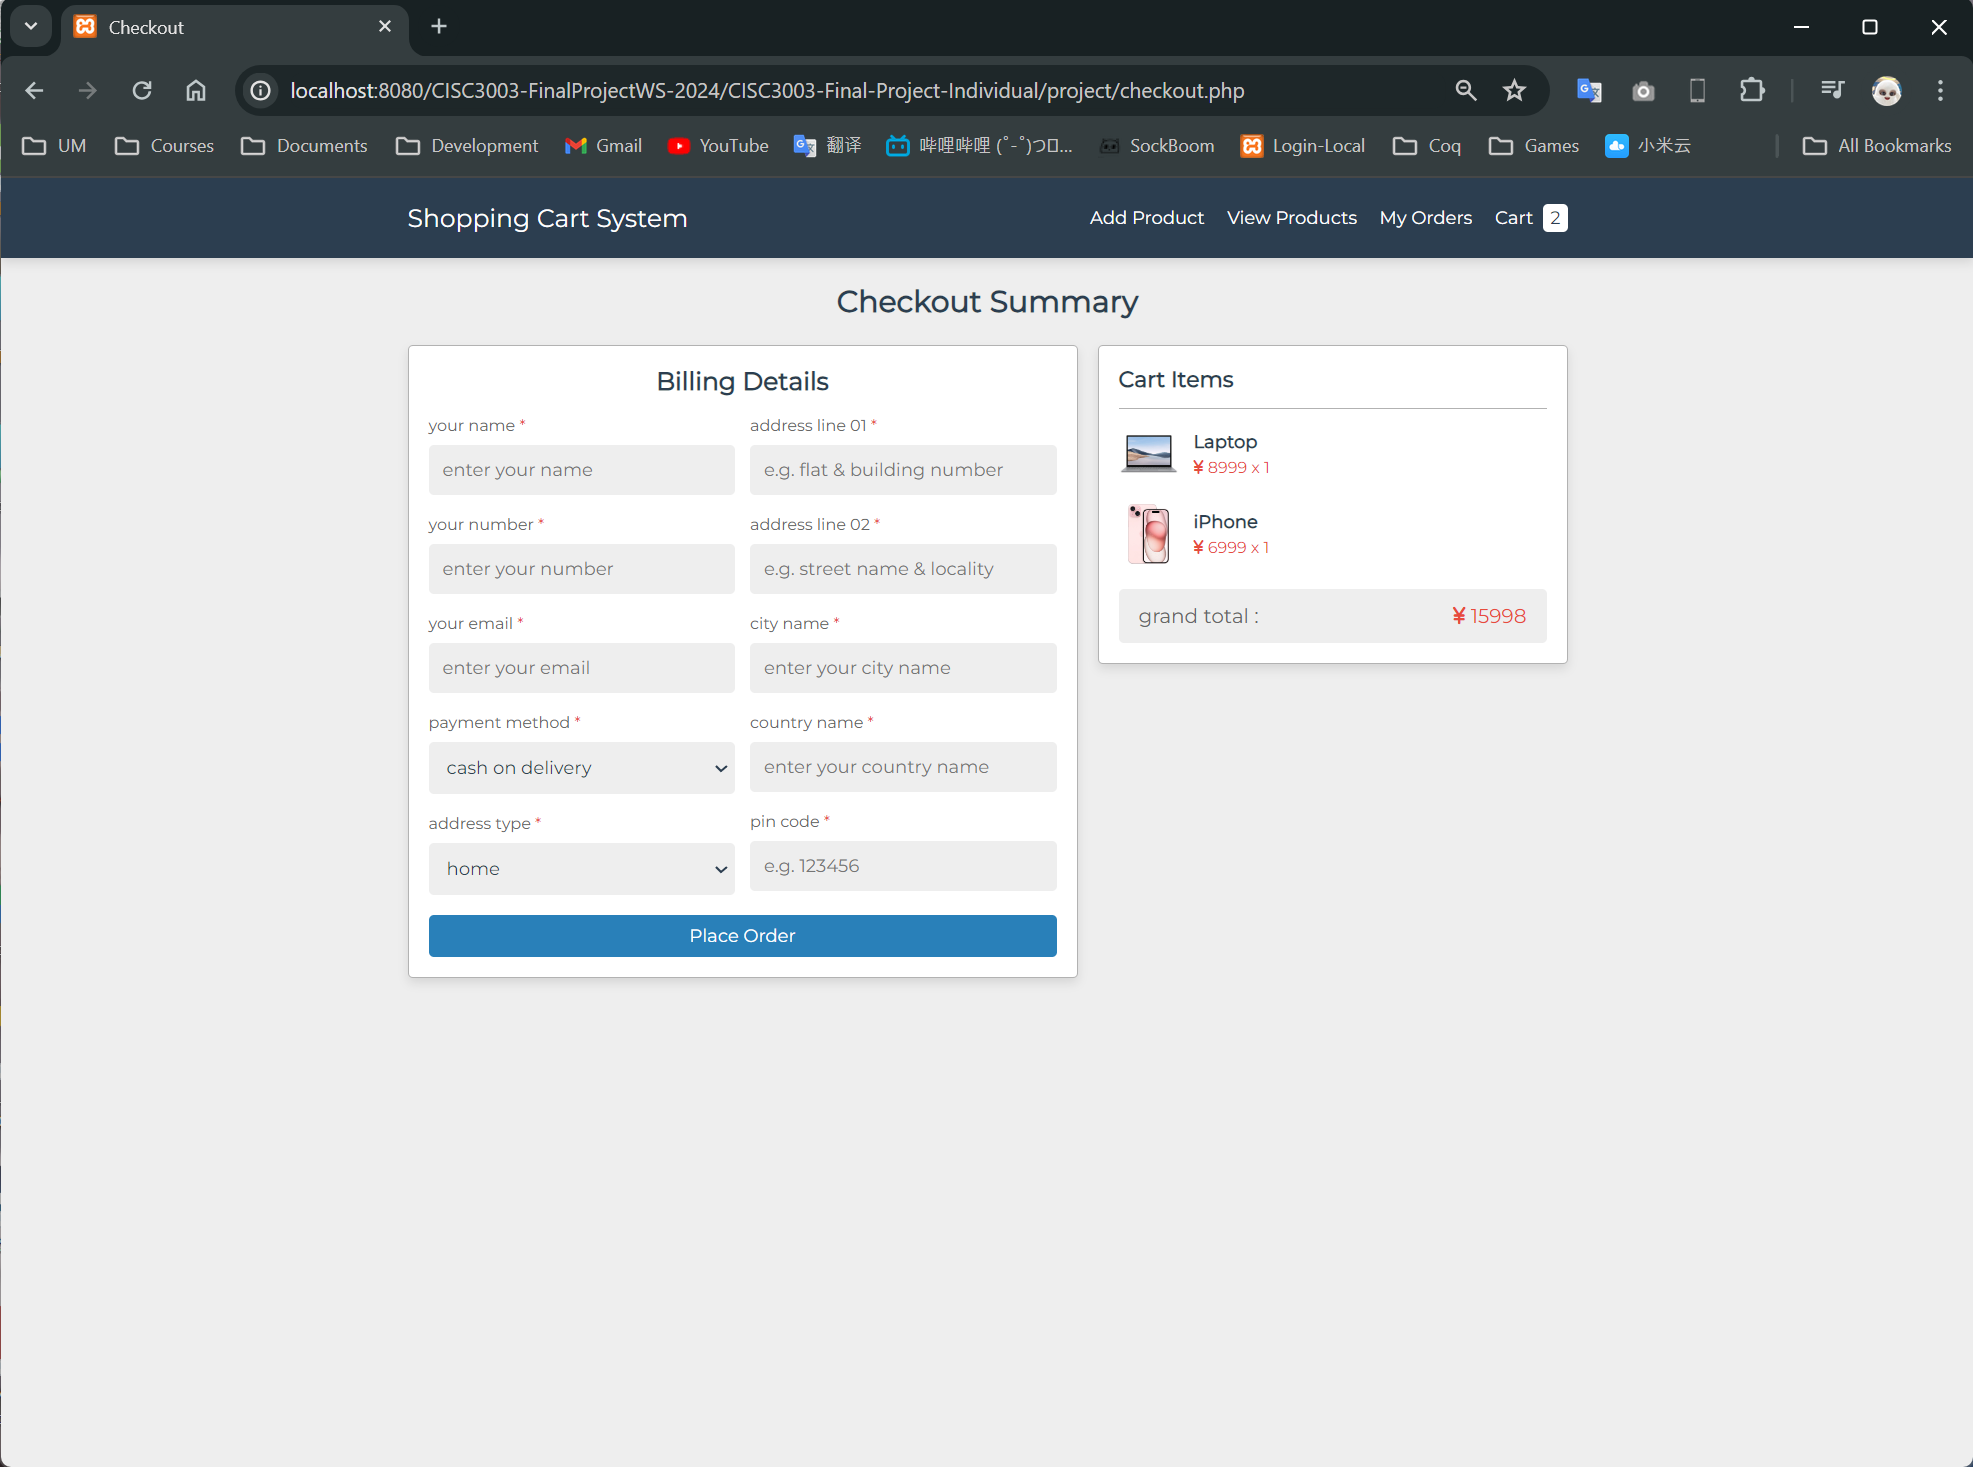 Checkout
localhost:8080/CISC3003-FinalProjectWS-2024/CISC3003-Final-Project-Individual/project/checkout.php
UM Courses Documents Development Gmail YouTube 翻译 哔哩哔哩 (゜-゜)つロ... SockBoom Login-Local Coq Games 小米云 All Bookmarks
Shopping Cart System Add Product View Products My Orders Cart 2
Checkout Summary
Billing Details
your name *
enter your name
address line 01 *
e.g. flat & building number
your number *
enter your number
address line 02 *
e.g. street name & locality
your email *
enter your email
city name *
enter your city name
payment method *
cash on delivery
country name *
enter your country name
address type *
home
pin code *
e.g. 123456
Place Order
Cart Items
Laptop
¥ 8999 x 1
iPhone
¥ 6999 x 1
grand total : ¥ 15998